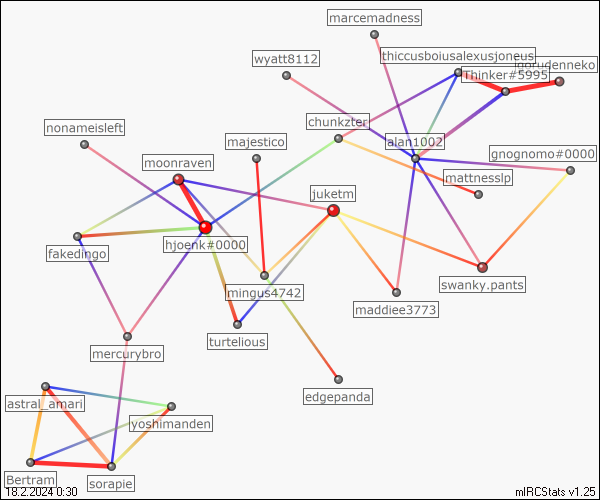 marcemadness
thiccusboiusalexusjoneus
wyatt8112
Thinker#5995
chunkzter
nonameisleft
majestico
alan1002
gnognomo#0000
moonraven
mattnesslp
juketm
hjoenk#0000
fakedingo
mingus4742
swanky.pants
maddiee3773
turtelious
mercurybro
edgepanda
astral_amari
yoshimanden
Bertram
sorapie
18.2.2024 0:30
mIRCStats v1.25